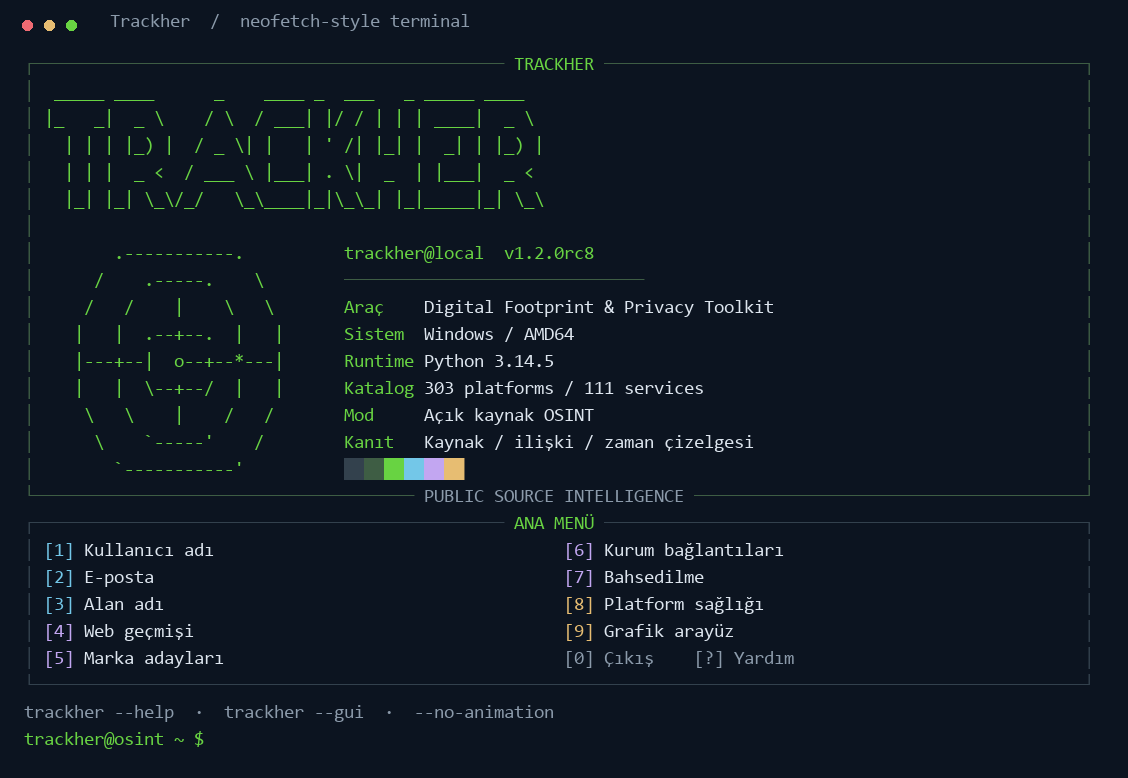 Trackher / neofetch-style terminal
TRACKHER
TRACKHER
trackher@local v1.2.0rc8
Araç Digital Footprint & Privacy Toolkit
Sistem Windows / AMD64
Runtime Python 3.14.5
Katalog 303 platforms / 111 services
Mod Açık kaynak OSINT
Kanıt Kaynak / ilişki / zaman çizelgesi
PUBLIC SOURCE INTELLIGENCE
ANA MENÜ
[1] Kullanıcı adı [6] Kurum bağlantıları
[2] E-posta [7] Bahsedilme
[3] Alan adı [8] Platform sağlığı
[4] Web geçmişi [9] Grafik arayüz
[5] Marka adayları [0] Çıkış [?] Yardım
trackher --help · trackher --gui · --no-animation
trackher@osint ~ $